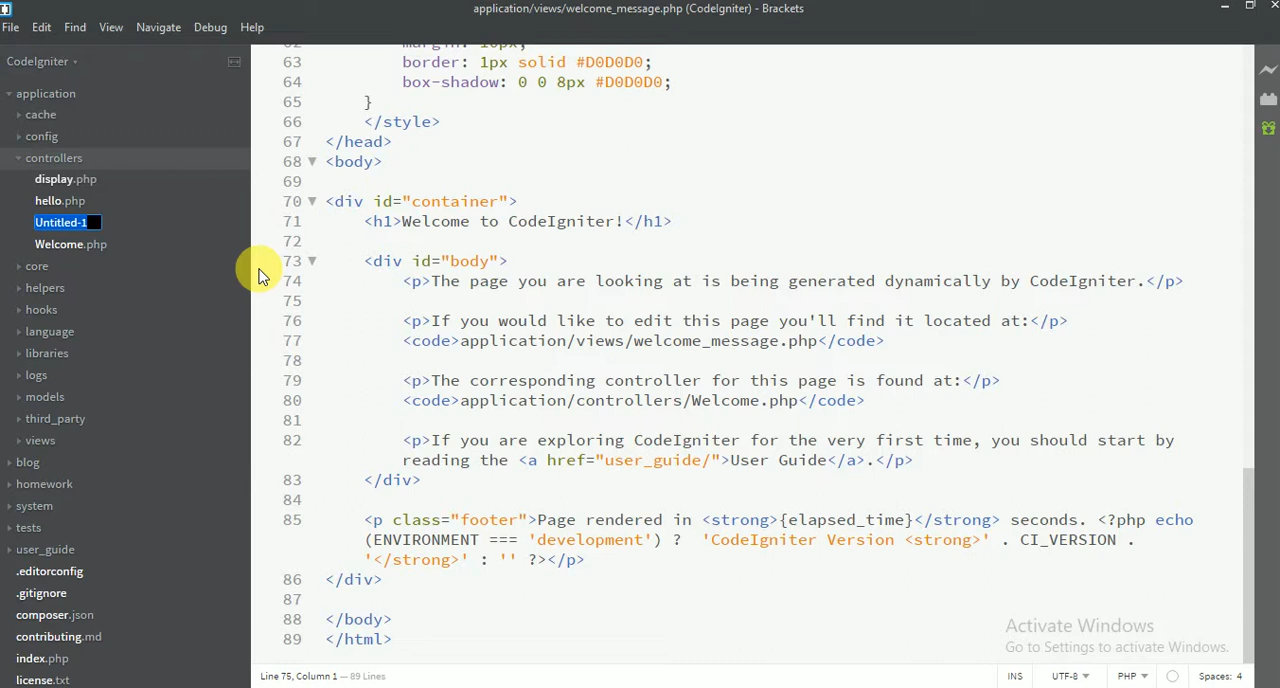 application/views/welcome_message.php (CodeIgniter) - Brackets
File Edit Find View Navigate Debug Help
CodeIgniter
application
cache
config
controllers
display.php
hello.php
Untitled-1
Welcome.php
core
helpers
hooks
language
libraries
logs
models
third_party
views
blog
homework
system
tests
user_guide
.editorconfig
.gitignore
composer.json
contributing.md
index.php
license.txt
62 margin: 10px;
63 border: 1px solid #D0D0D0;
64 box-shadow: 0 0 8px #D0D0D0;
65 }
66 </style>
67 </head>
68 <body>
69
70 <div id="container">
71 <h1>Welcome to CodeIgniter!</h1>
72
73 <div id="body">
74 <p>The page you are looking at is being generated dynamically by CodeIgniter.</p>
75
76 <p>If you would like to edit this page you'll find it located at:</p>
77 <code>application/views/welcome_message.php</code>
78
79 <p>The corresponding controller for this page is found at:</p>
80 <code>application/controllers/Welcome.php</code>
81
82 <p>If you are exploring CodeIgniter for the very first time, you should start by
reading the <a href="user_guide/">User Guide</a>.</p>
83 </div>
84
85 <p class="footer">Page rendered in <strong>{elapsed_time}</strong> seconds. <?php echo
(ENVIRONMENT === 'development') ? 'CodeIgniter Version <strong>' . CI_VERSION .
'</strong>' : '' ?></p>
86 </div>
87
88 </body>
89 </html>
Activate Windows
Go to Settings to activate Windows.
Line 75, Column 1 — 89 Lines
INS UTF-8 PHP Spaces: 4